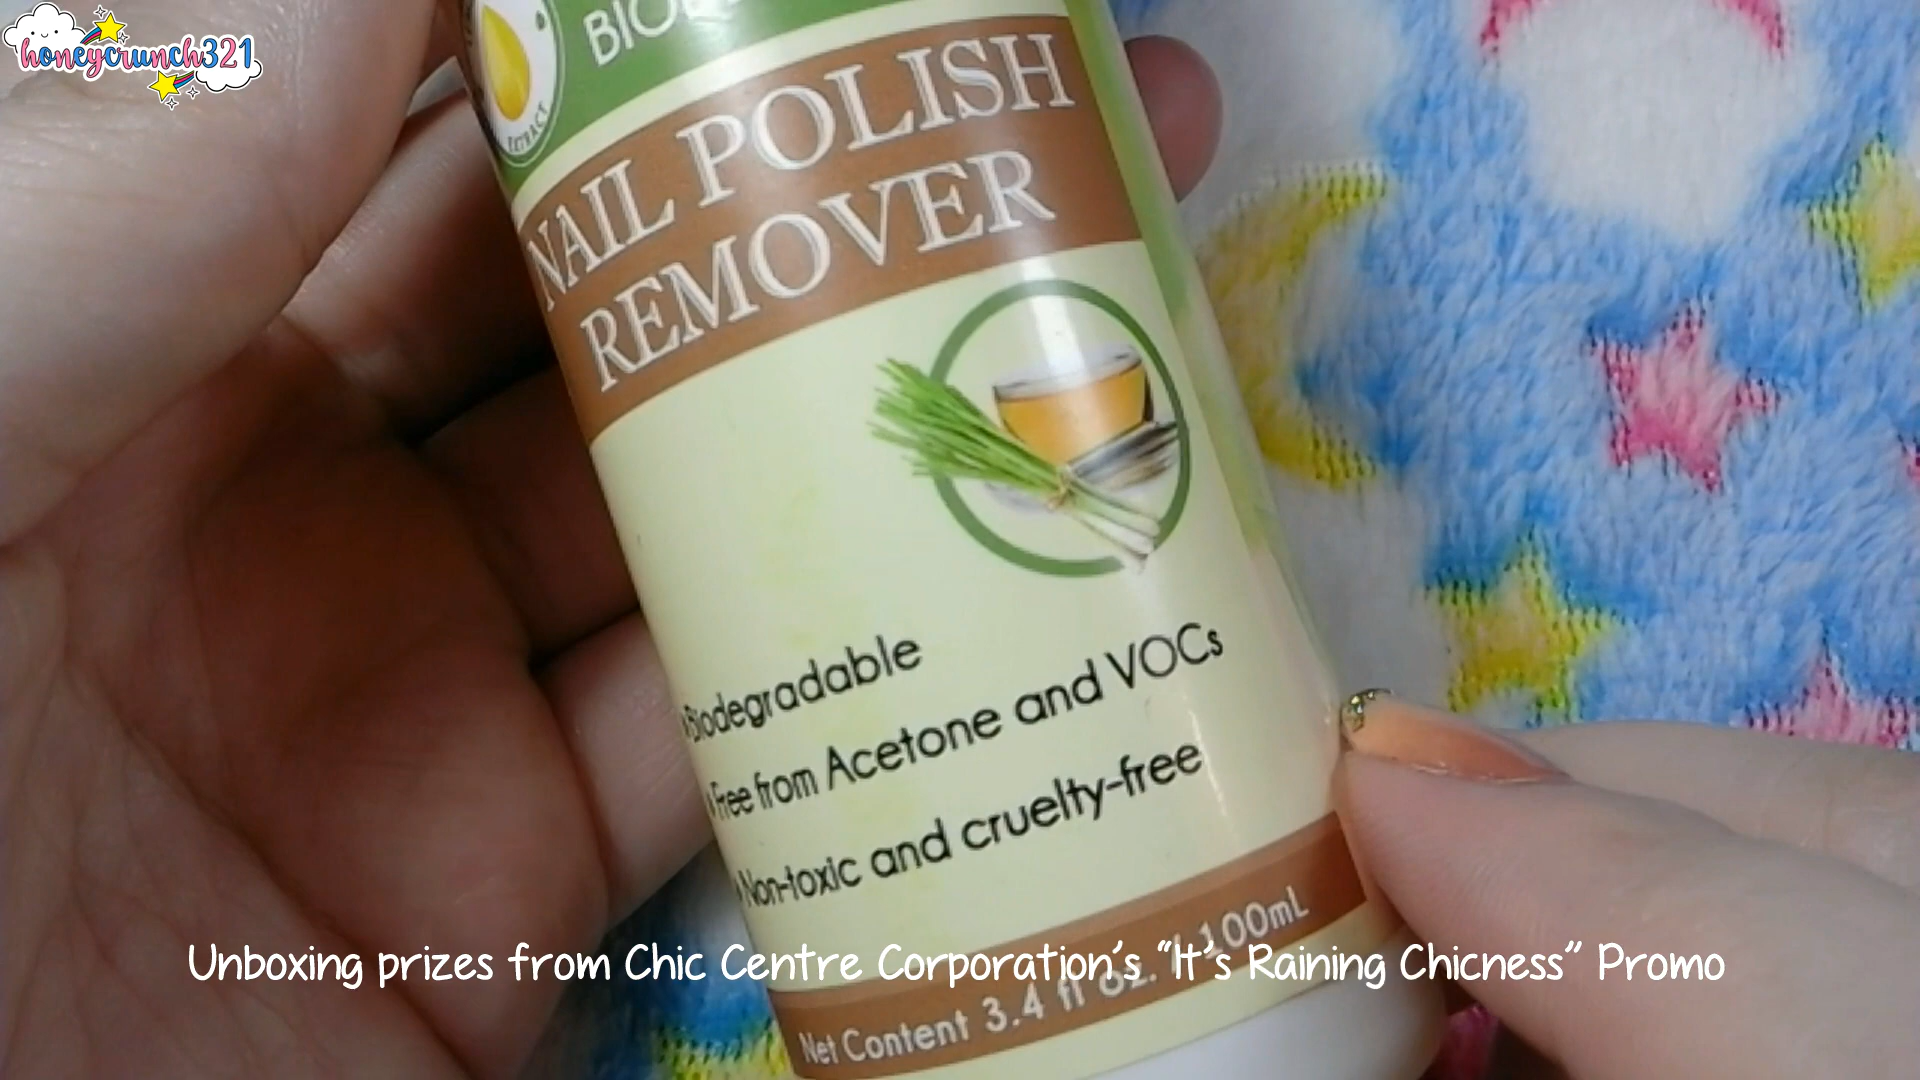 honeycrunch321
EXTRACT
NAIL POLISH
REMOVER
Biodegradable
Free from Acetone and VOCs
Non-toxic and cruelty-free
Net Content 3.4 fl oz. / 100mL
Unboxing prizes from Chic Centre Corporation's "It's Raining Chicness" Promo